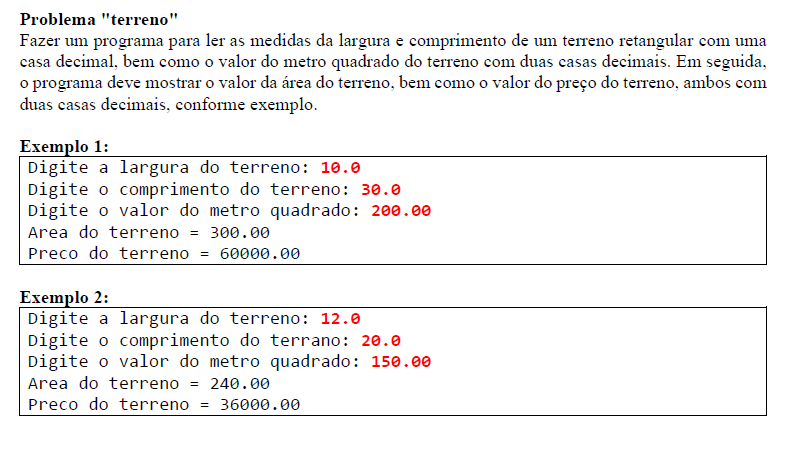 Problema "terreno"
Fazer um programa para ler as medidas da largura e comprimento de um terreno retangular com uma
casa decimal, bem como o valor do metro quadrado do terreno com duas casas decimais. Em seguida,
o programa deve mostrar o valor da área do terreno, bem como o valor do preço do terreno, ambos com
duas casas decimais, conforme exemplo.
Exemplo 1:
Digite a largura do terreno: 10.0
Digite o comprimento do terreno: 30.0
Digite o valor do metro quadrado: 200.00
Area do terreno = 300.00
Preco do terreno = 60000.00
Exemplo 2:
Digite a largura do terreno: 12.0
Digite o comprimento do terrano: 20.0
Digite o valor do metro quadrado: 150.00
Area do terreno = 240.00
Preco do terreno = 36000.00